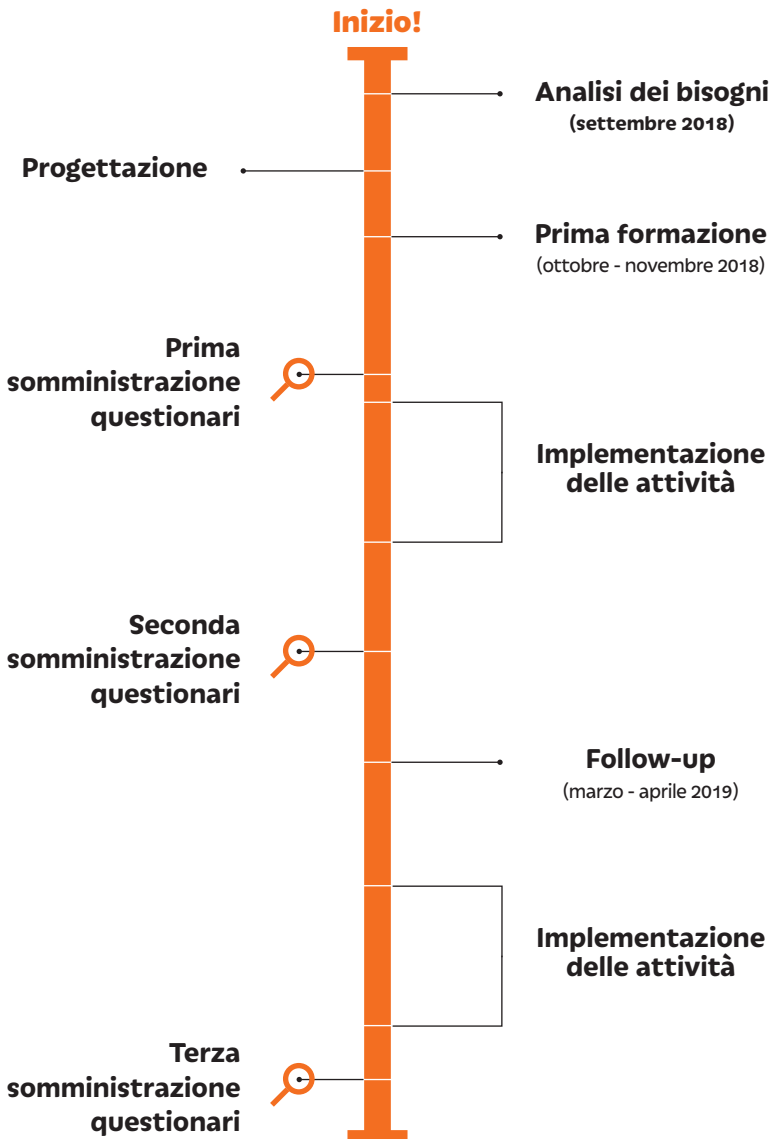 Inizio!
Analisi dei bisogni
(settembre 2018)
Progettazione
Prima formazione
(ottobre - novembre 2018)
Prima
somministrazione
questionari
Implementazione
delle attività
Seconda
somministrazione
questionari
Follow-up
(marzo - aprile 2019)
Implementazione
delle attività
Terza
somministrazione
questionari